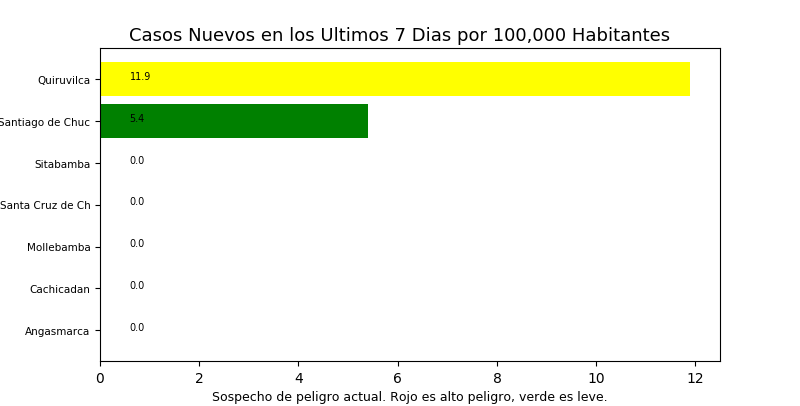 Casos Nuevos en los Ultimos 7 Dias por 100,000 Habitantes
Quiruvilca 11.9
Santiago de Chuc 5.4
Sitabamba 0.0
Santa Cruz de Ch 0.0
Mollebamba 0.0
Cachicadan 0.0
Angasmarca 0.0
0 2 4 6 8 10 12
Sospecho de peligro actual. Rojo es alto peligro, verde es leve.